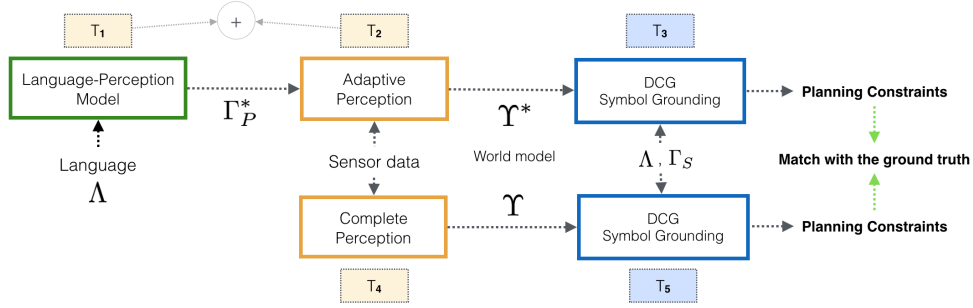 T1
+
T2
T3
Language-Perception
Model
Γ*P
Adaptive
Perception
Υ*
DCG
Symbol Grounding
Planning Constraints
Language
Λ
Sensor data
World model
Λ , ΓS
Match with the ground truth
Complete
Perception
Υ
DCG
Symbol Grounding
Planning Constraints
T4
T5